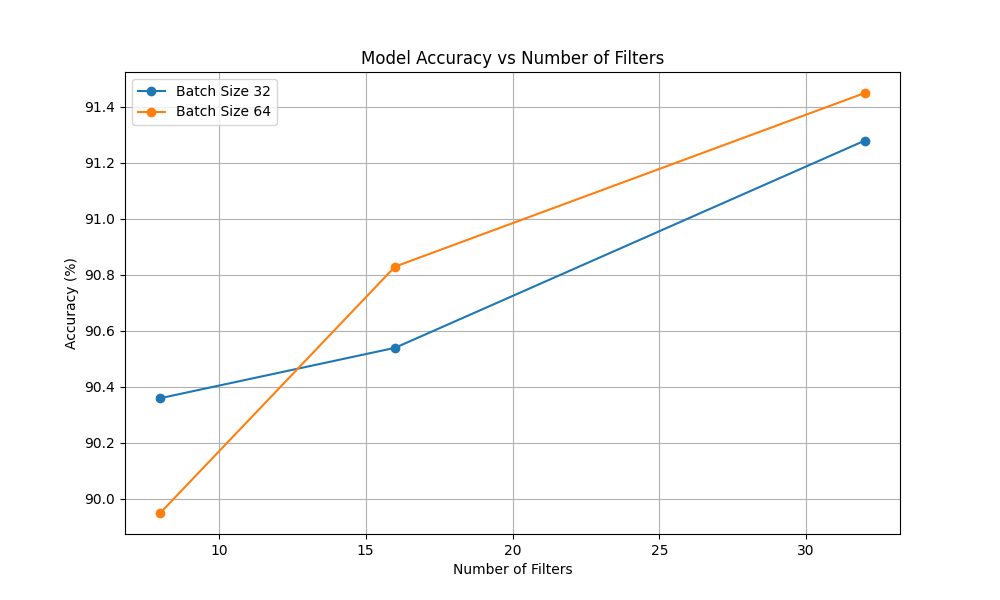 Model Accuracy vs Number of Filters
Batch Size 32
Batch Size 64
Accuracy (%)
91.4
91.2
91.0
90.8
90.6
90.4
90.2
90.0
10
15
20
25
30
Number of Filters